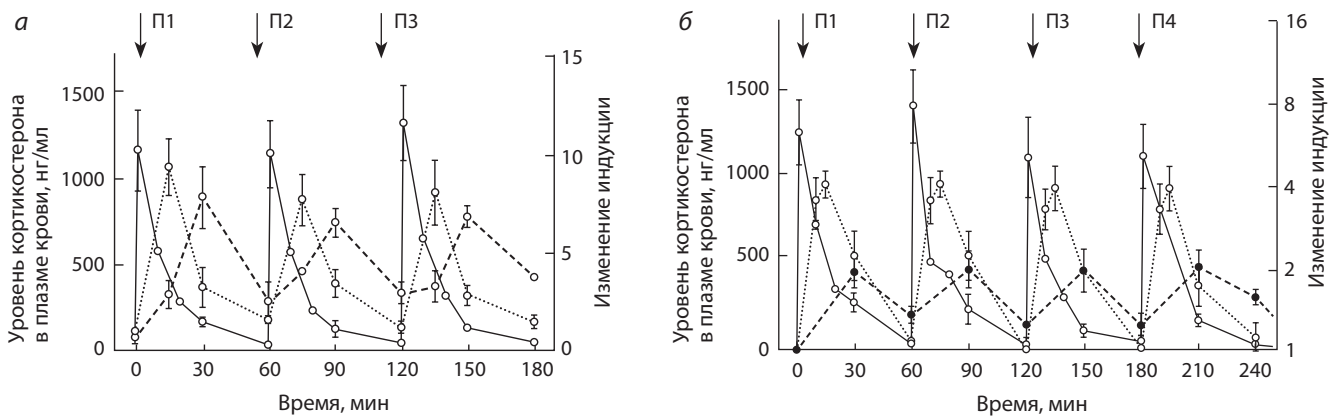 а
П1
П2
П3
Уровень кортикостерона
в плазме крови, нг/мл
1500
1000
500
0
15
10
5
0
Изменение индукции
0
30
60
90
120
150
180
Время, мин
б
П1
П2
П3
П4
Уровень кортикостерона
в плазме крови, нг/мл
1500
1000
500
0
16
8
4
2
1
Изменение индукции
0
30
60
90
120
150
180
210
240
Время, мин